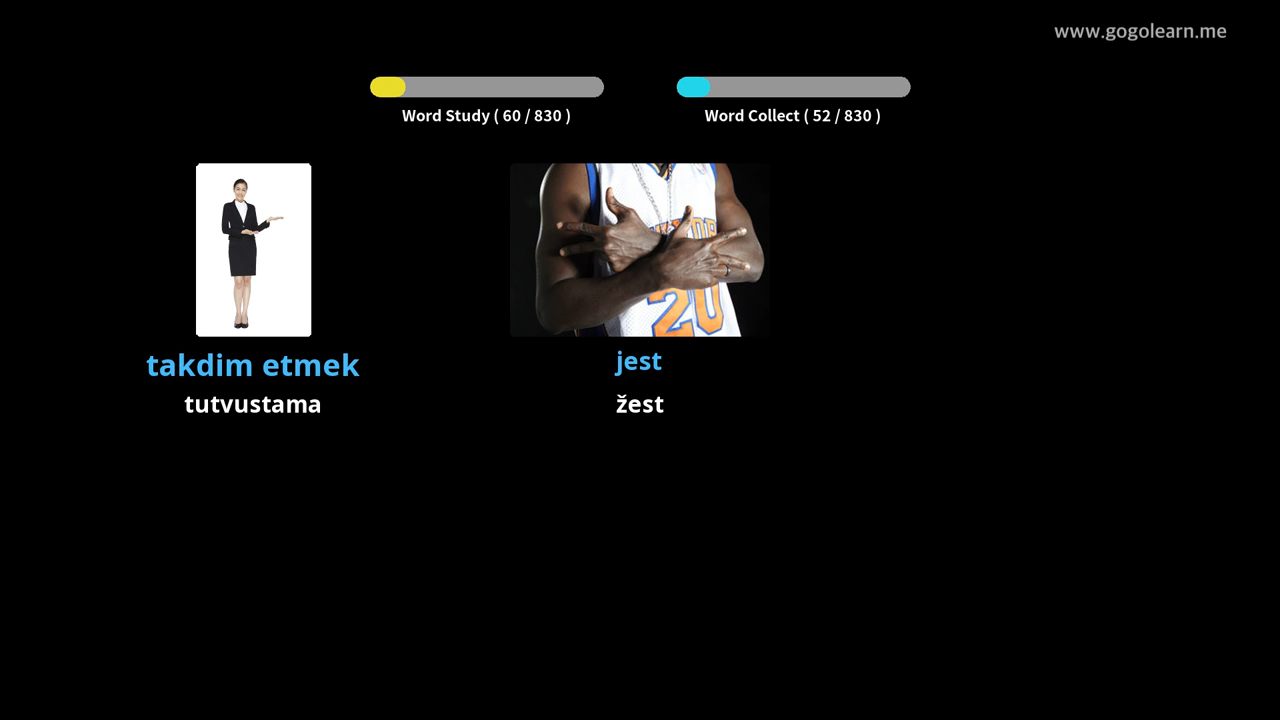 www.gogolearn.me
Word Study ( 60 / 830 )
Word Collect ( 52 / 830 )
takdim etmek
tutvustama
jest
žest
20